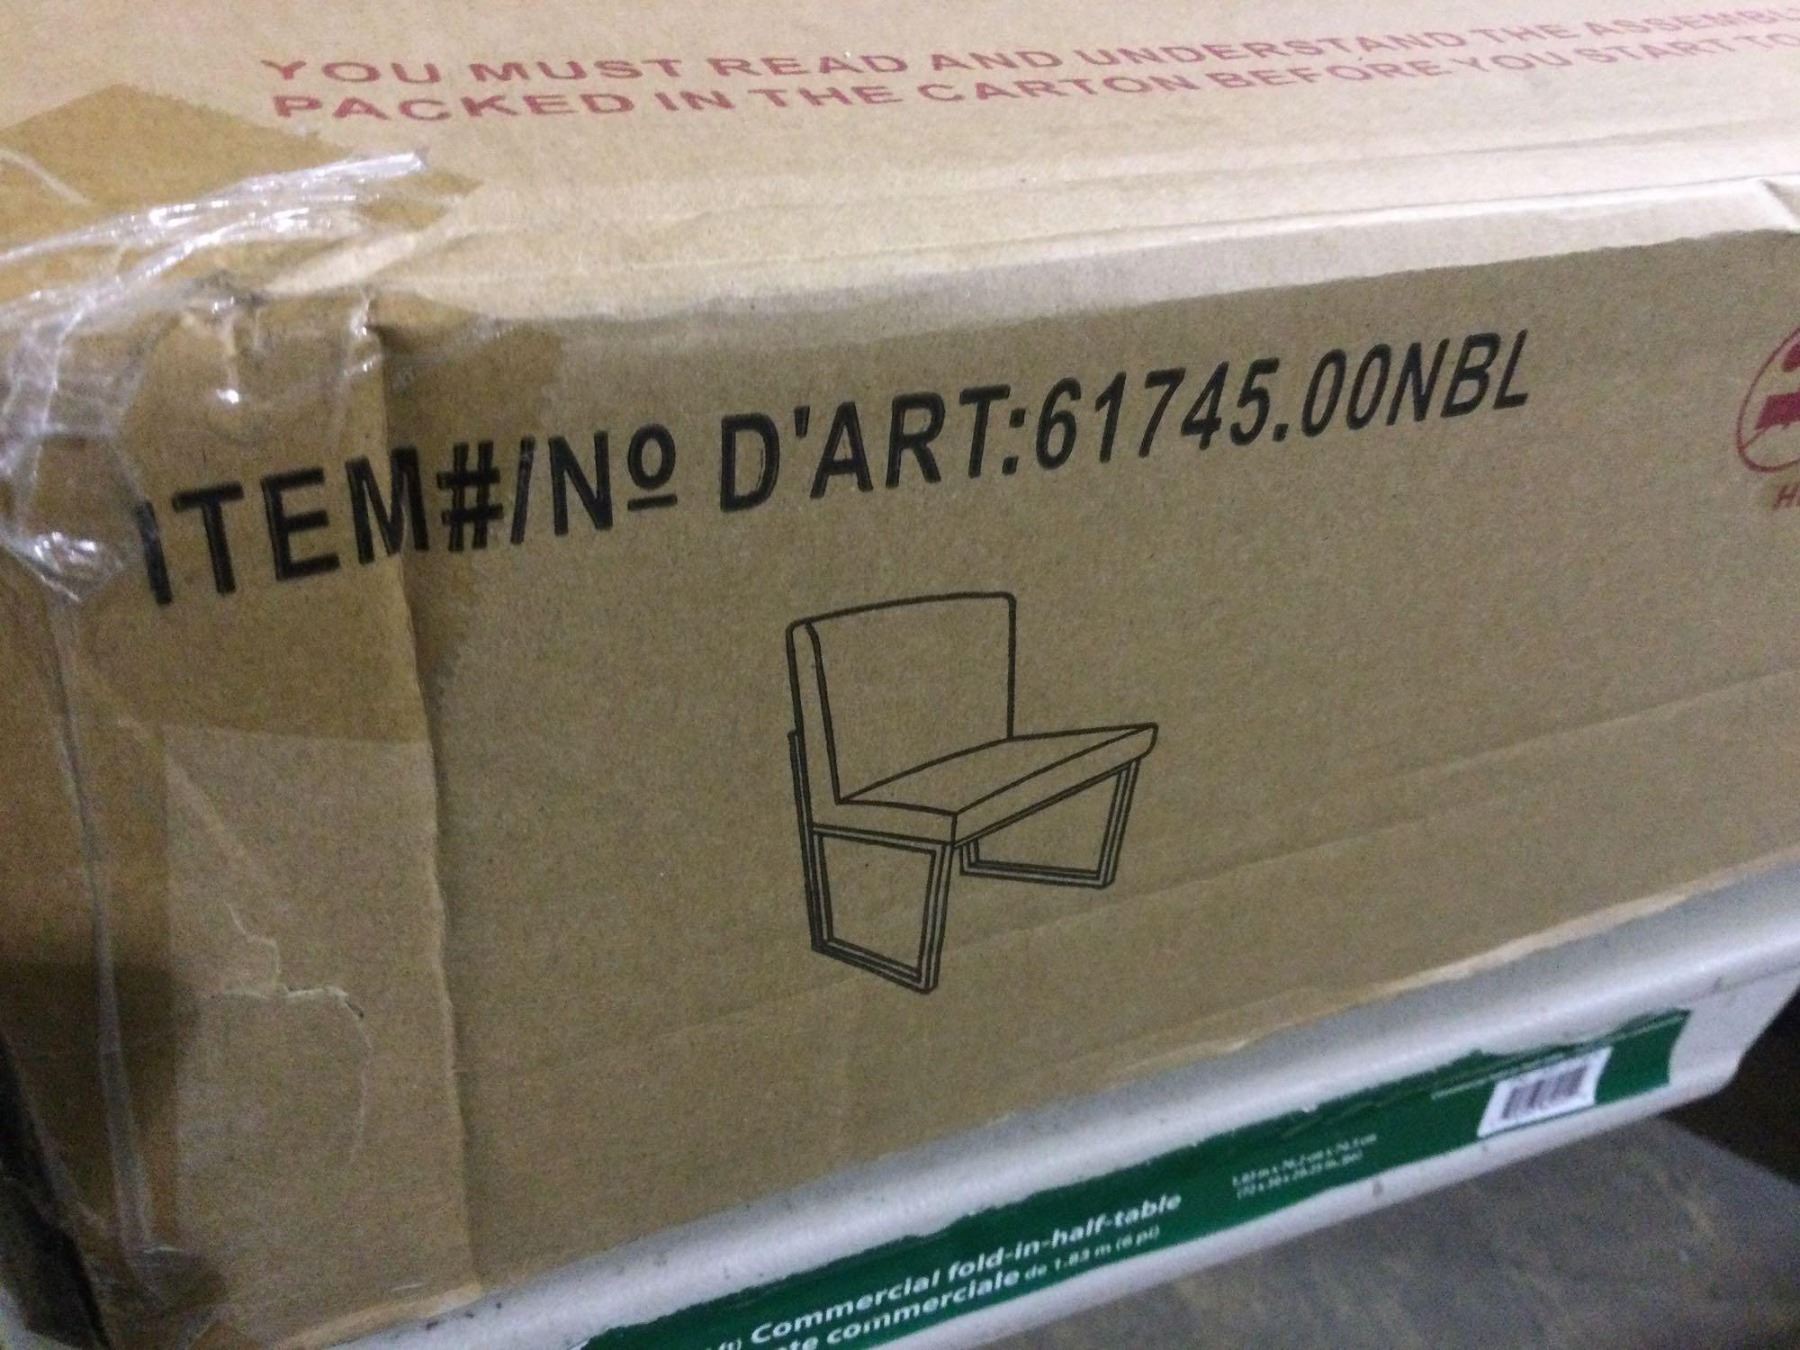 YOU MUST READ AND UNDERSTAND THE ASSEMBL
PACKED IN THE CARTON BEFORE YOU START TO
ITEM#/Nº D'ART:61745.00NBL
Commercial fold-in-half-table
commerciale de 1.83 m (6 pi)